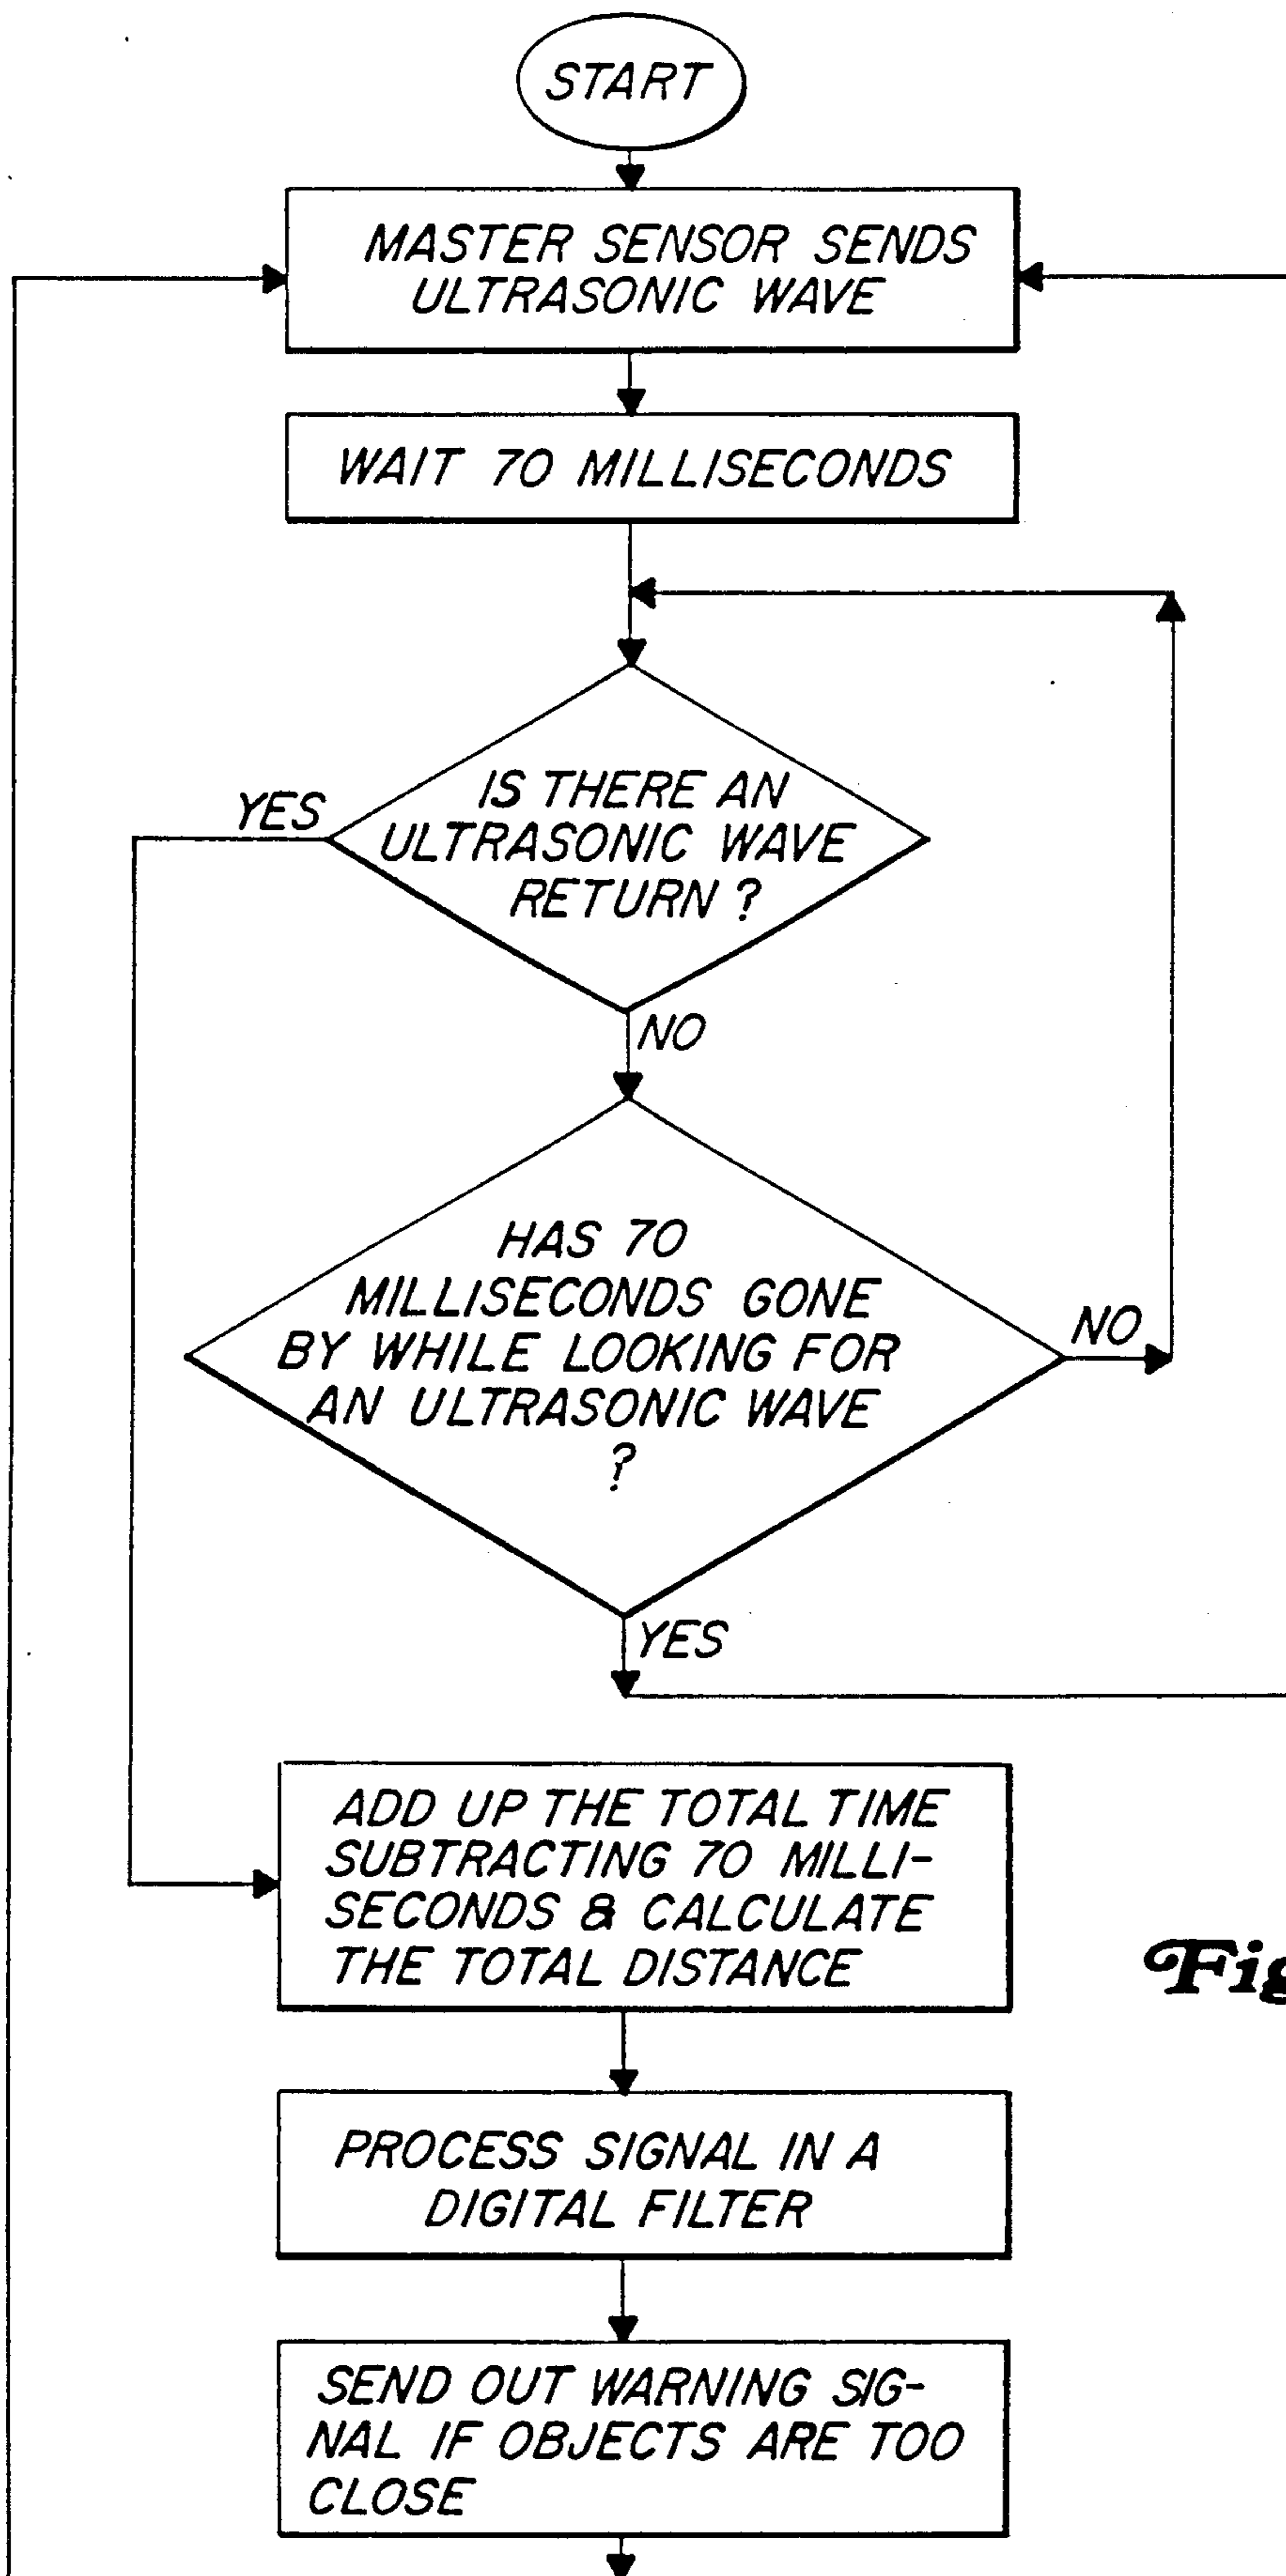 START
MASTER SENSOR SENDS
ULTRASONIC WAVE
WAIT 70 MILLISECONDS
IS THERE AN
ULTRASONIC WAVE
RETURN ?
YES
NO
HAS 70
MILLISECONDS GONE
BY WHILE LOOKING FOR
AN ULTRASONIC WAVE
?
NO
YES
ADD UP THE TOTAL TIME
SUBTRACTING 70 MILLI-
SECONDS & CALCULATE
THE TOTAL DISTANCE
Fig
PROCESS SIGNAL IN A
DIGITAL FILTER
SEND OUT WARNING SIG-
NAL IF OBJECTS ARE TOO
CLOSE